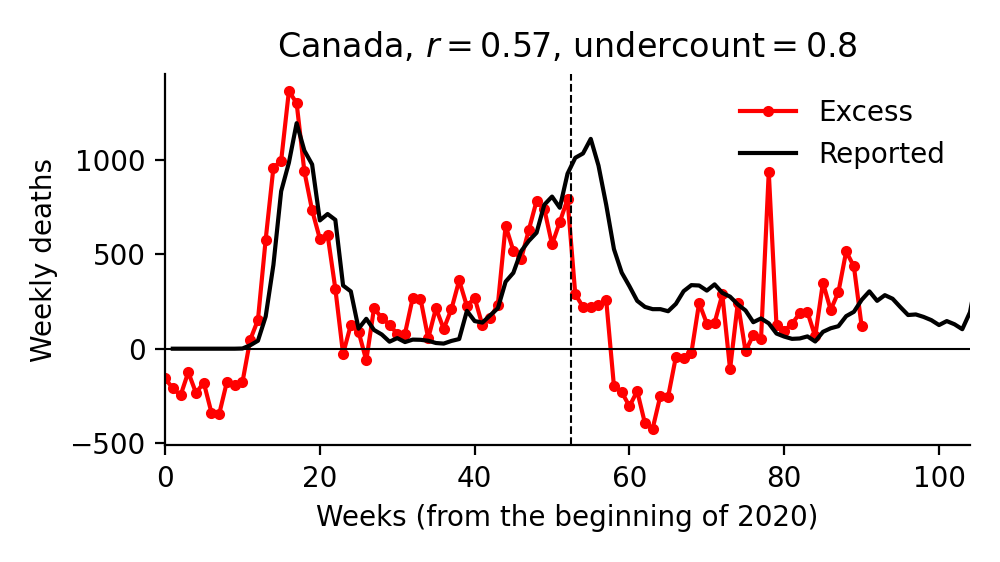 Canada, r = 0.57, undercount = 0.8
Excess
Reported
Weekly deaths
1000
500
0
−500
0 20 40 60 80 100
Weeks (from the beginning of 2020)